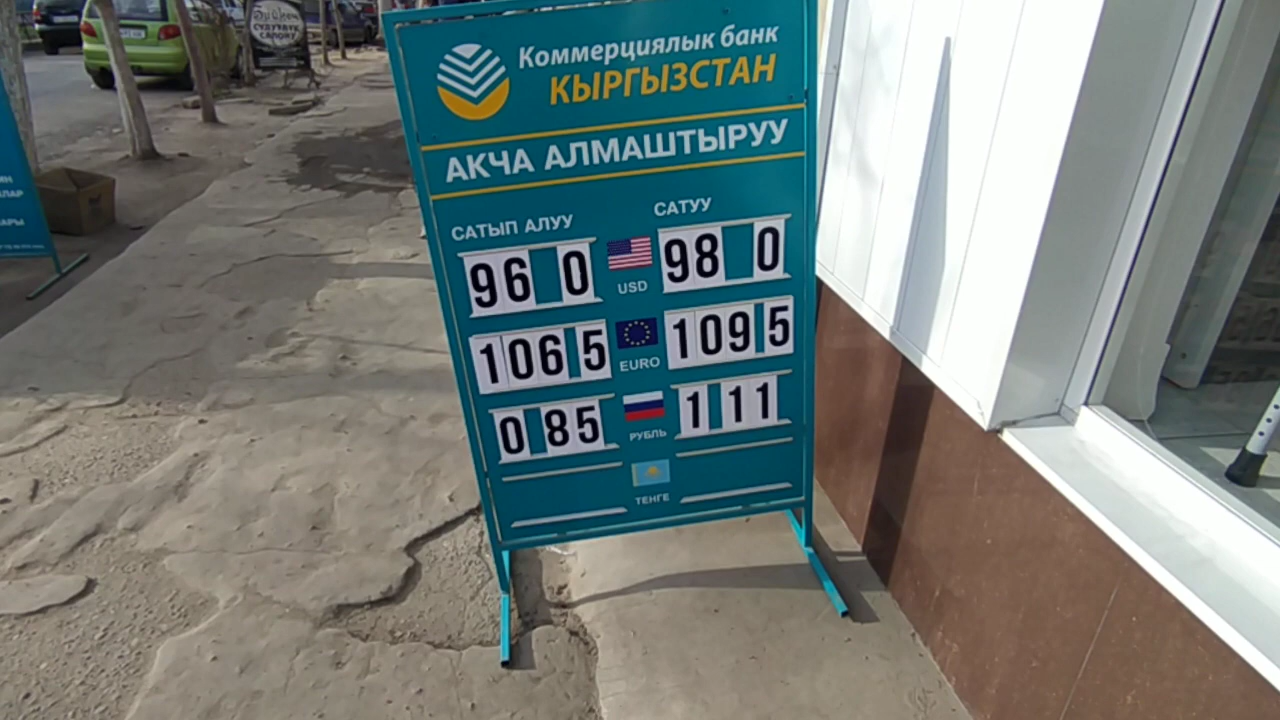 Коммерциялык банк
КЫРГЫЗСТАН
АКЧА АЛМАШТЫРУУ
САТЫП АЛУУ САТУУ
96 0 USD 98 0
106 5 EURO 109 5
0 85 РУБЛЬ 1 11
ТЕНГЕ